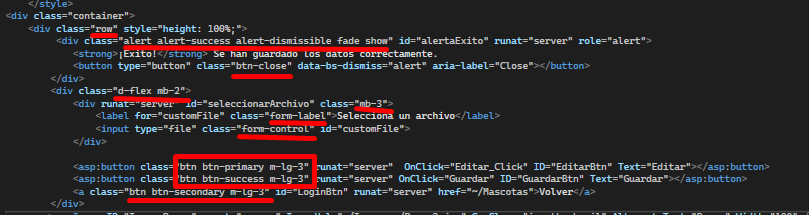 </style>
<div class="container">
<div class="row" style="height: 100%;">
<div class="alert alert-success alert-dismissible fade show" id="alertaExito" runat="server" role="alert">
<strong>¡Éxito!</strong> Se han guardado los datos correctamente.
<button type="button" class="btn-close" data-bs-dismiss="alert" aria-label="Close"></button>
</div>
<div class="d-flex mb-2">
<div runat="server" id="seleccionarArchivo" class="mb-3">
<label for="customFile" class="form-label">Selecciona un archivo</label>
<input type="file" class="form-control" id="customFile">
</div>
<asp:button class="btn btn-primary m-lg-3" runat="server" OnClick="Editar_Click" ID="EditarBtn" Text="Editar"></asp:button>
<asp:button class="btn btn-success m-lg-3" runat="server" OnClick="Guardar" ID="GuardarBtn" Text="Guardar"></asp:button>
<a class="btn btn-secondary m-lg-3" id="LoginBtn" runat="server" href="~/Mascotas">Volver</a>
</div>